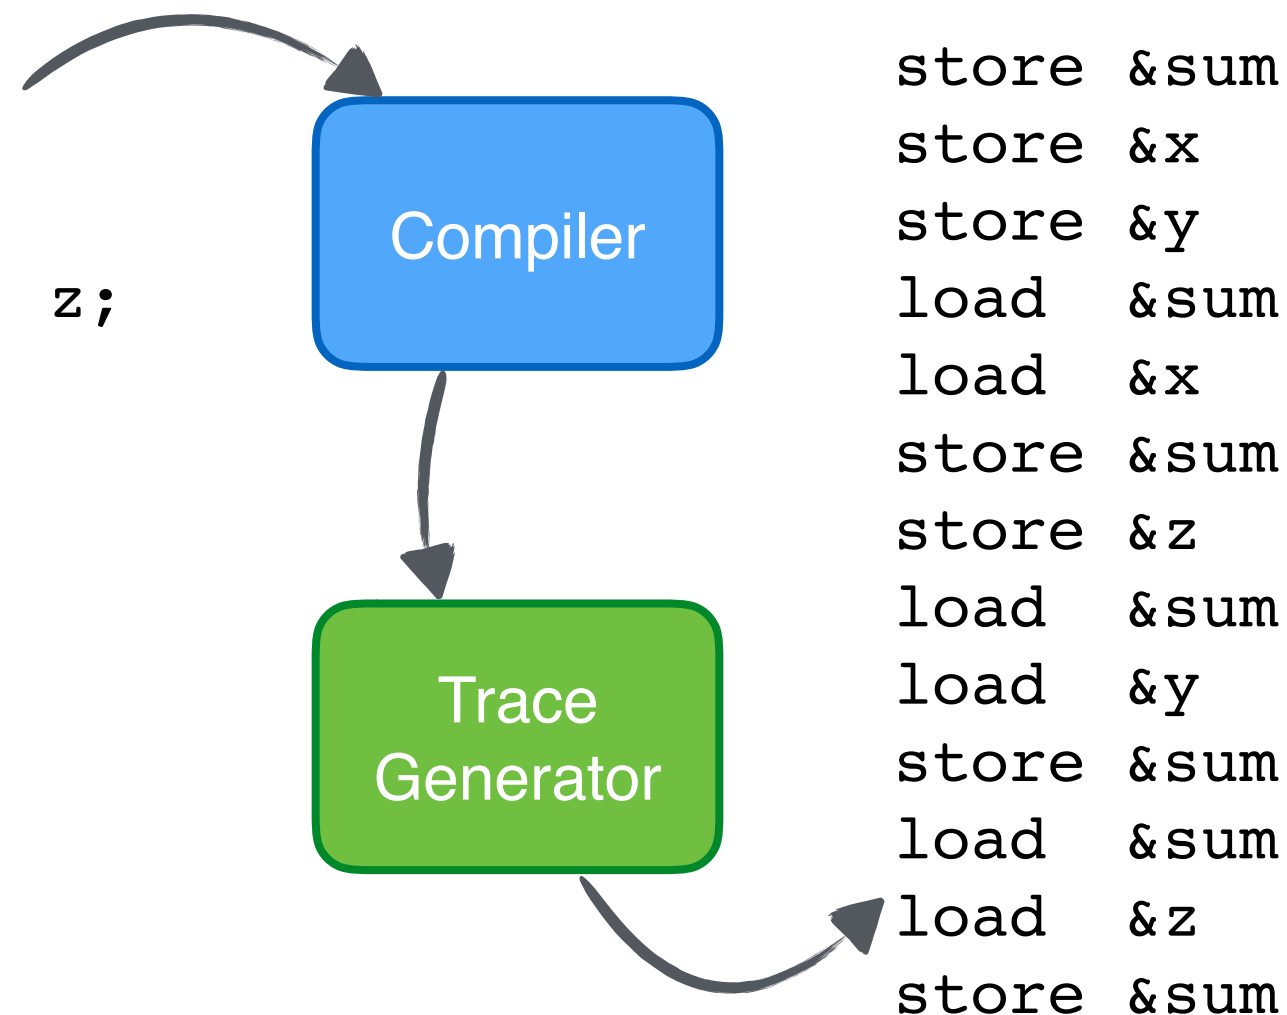 z;
Compiler
Trace
Generator
store &sum
store &x
store &y
load &sum
load &x
store &sum
store &z
load &sum
load &y
store &sum
load &sum
load &z
store &sum